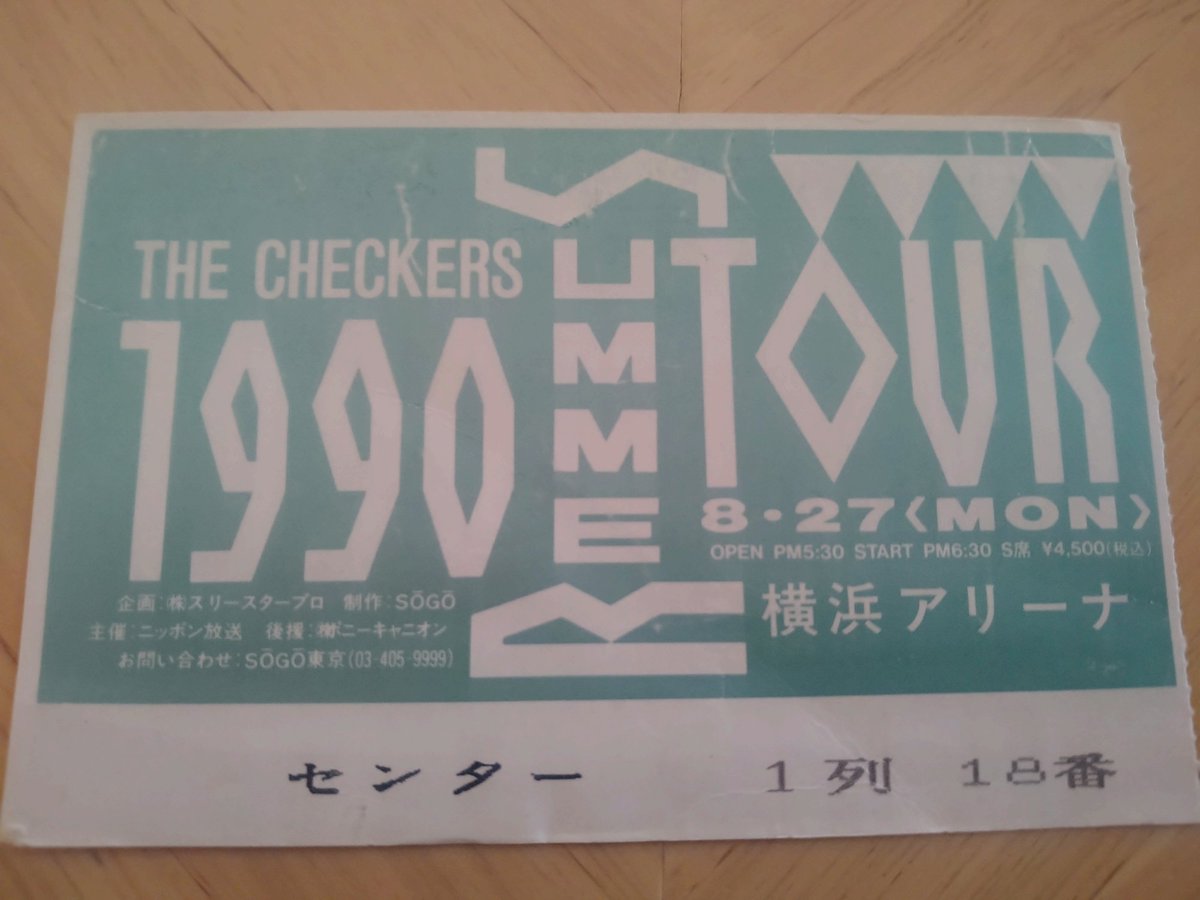 THE CHECKERS
1990
SUMMER
TOUR
8・27〈MON〉
OPEN PM5:30 START PM6:30 S席 ¥4,500(税込)
横浜アリーナ
企画:㈱スリースタープロ 制作:SŌGŌ
主催:ニッポン放送 後援:㈱ポニーキャニオン
お問い合わせ:SŌGŌ東京(03-405-9999)
センター 1列 18番